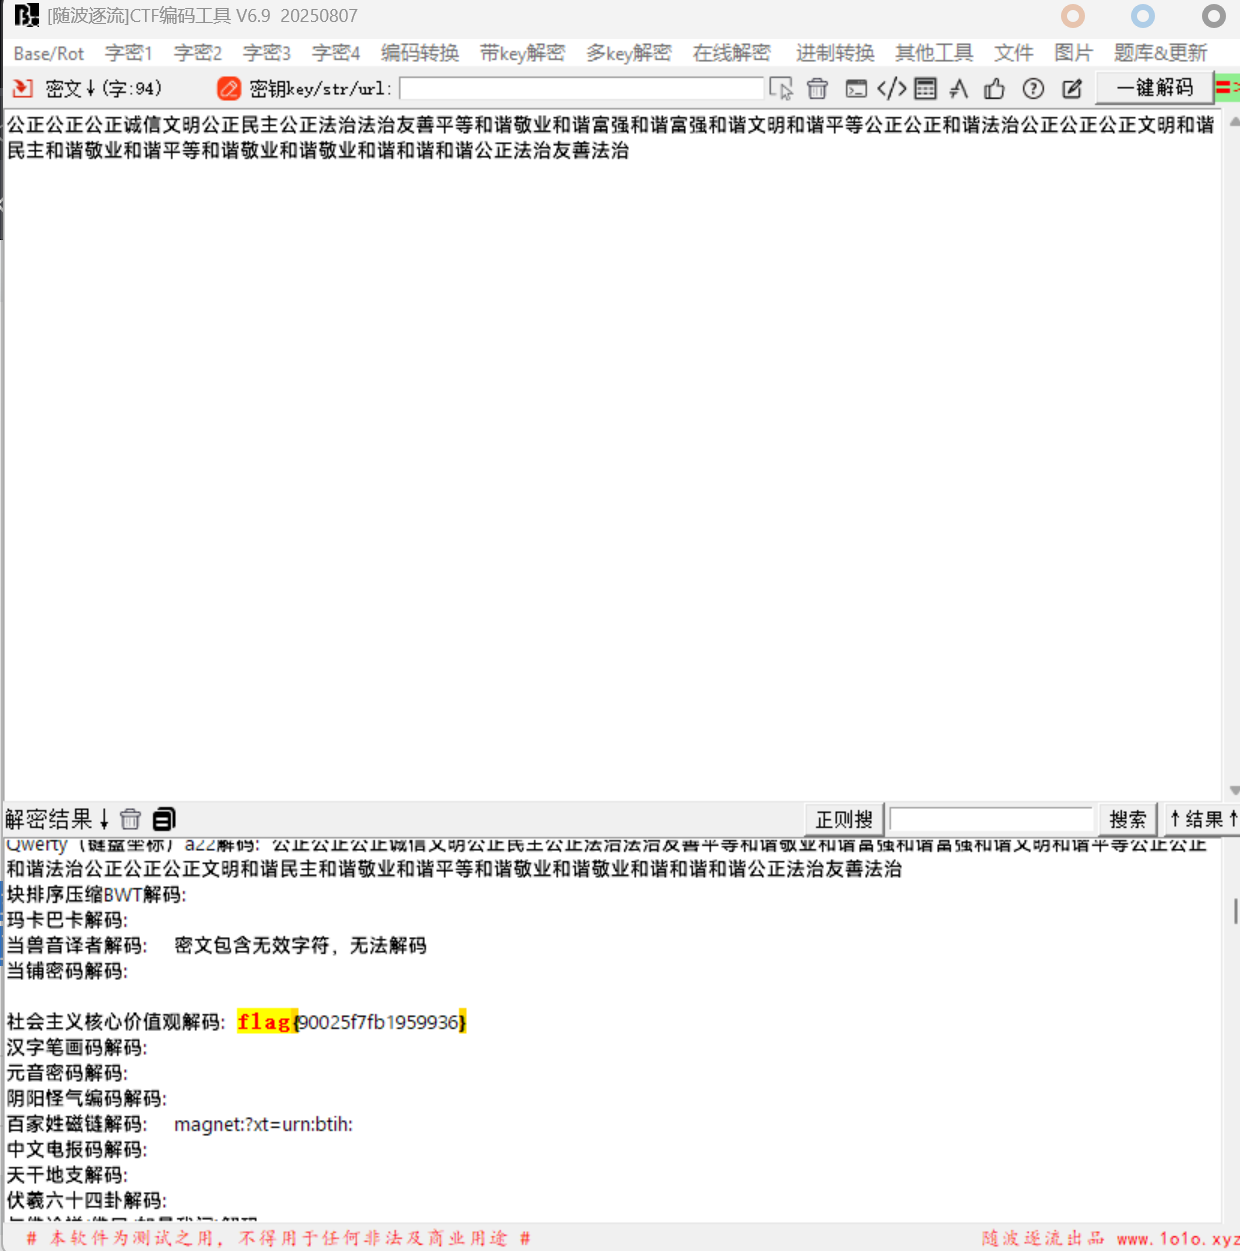 [随波逐流]CTF编码工具 V6.9 20250807
Base/Rot 字密1 字密2 字密3 字密4 编码转换 带key解密 多key解密 在线解密 进制转换 其他工具 文件 图片 题库&更新
密文↓(字:94) 密钥key/str/url: 一键解码
公正公正公正诚信文明公正民主公正法治法治友善平等和谐敬业和谐富强和谐富强和谐文明和谐平等公正公正和谐法治公正公正公正文明和谐
民主和谐敬业和谐平等和谐敬业和谐敬业和谐和谐和谐公正法治友善法治
解密结果↓ 正则搜 搜索 ↑结果↑
Qwerty（键盘坐标）a22解码: 公正公正公正诚信文明公正民主公正法治法治友善平等和谐敬业和谐富强和谐富强和谐文明和谐平等公正公正
和谐法治公正公正公正文明和谐民主和谐敬业和谐平等和谐敬业和谐敬业和谐和谐和谐公正法治友善法治
块排序压缩BWT解码:
玛卡巴卡解码:
当兽音译者解码: 密文包含无效字符，无法解码
当铺密码解码:
社会主义核心价值观解码: flag{90025f7fb1959936}
汉字笔画码解码:
元音密码解码:
阴阳怪气编码解码:
百家姓磁链解码: magnet:?xt=urn:btih:
中文电报码解码:
天干地支解码:
伏羲六十四卦解码:
# 本软件为测试之用，不得用于任何非法及商业用途 # 随波逐流出品 www.1o1o.xyz